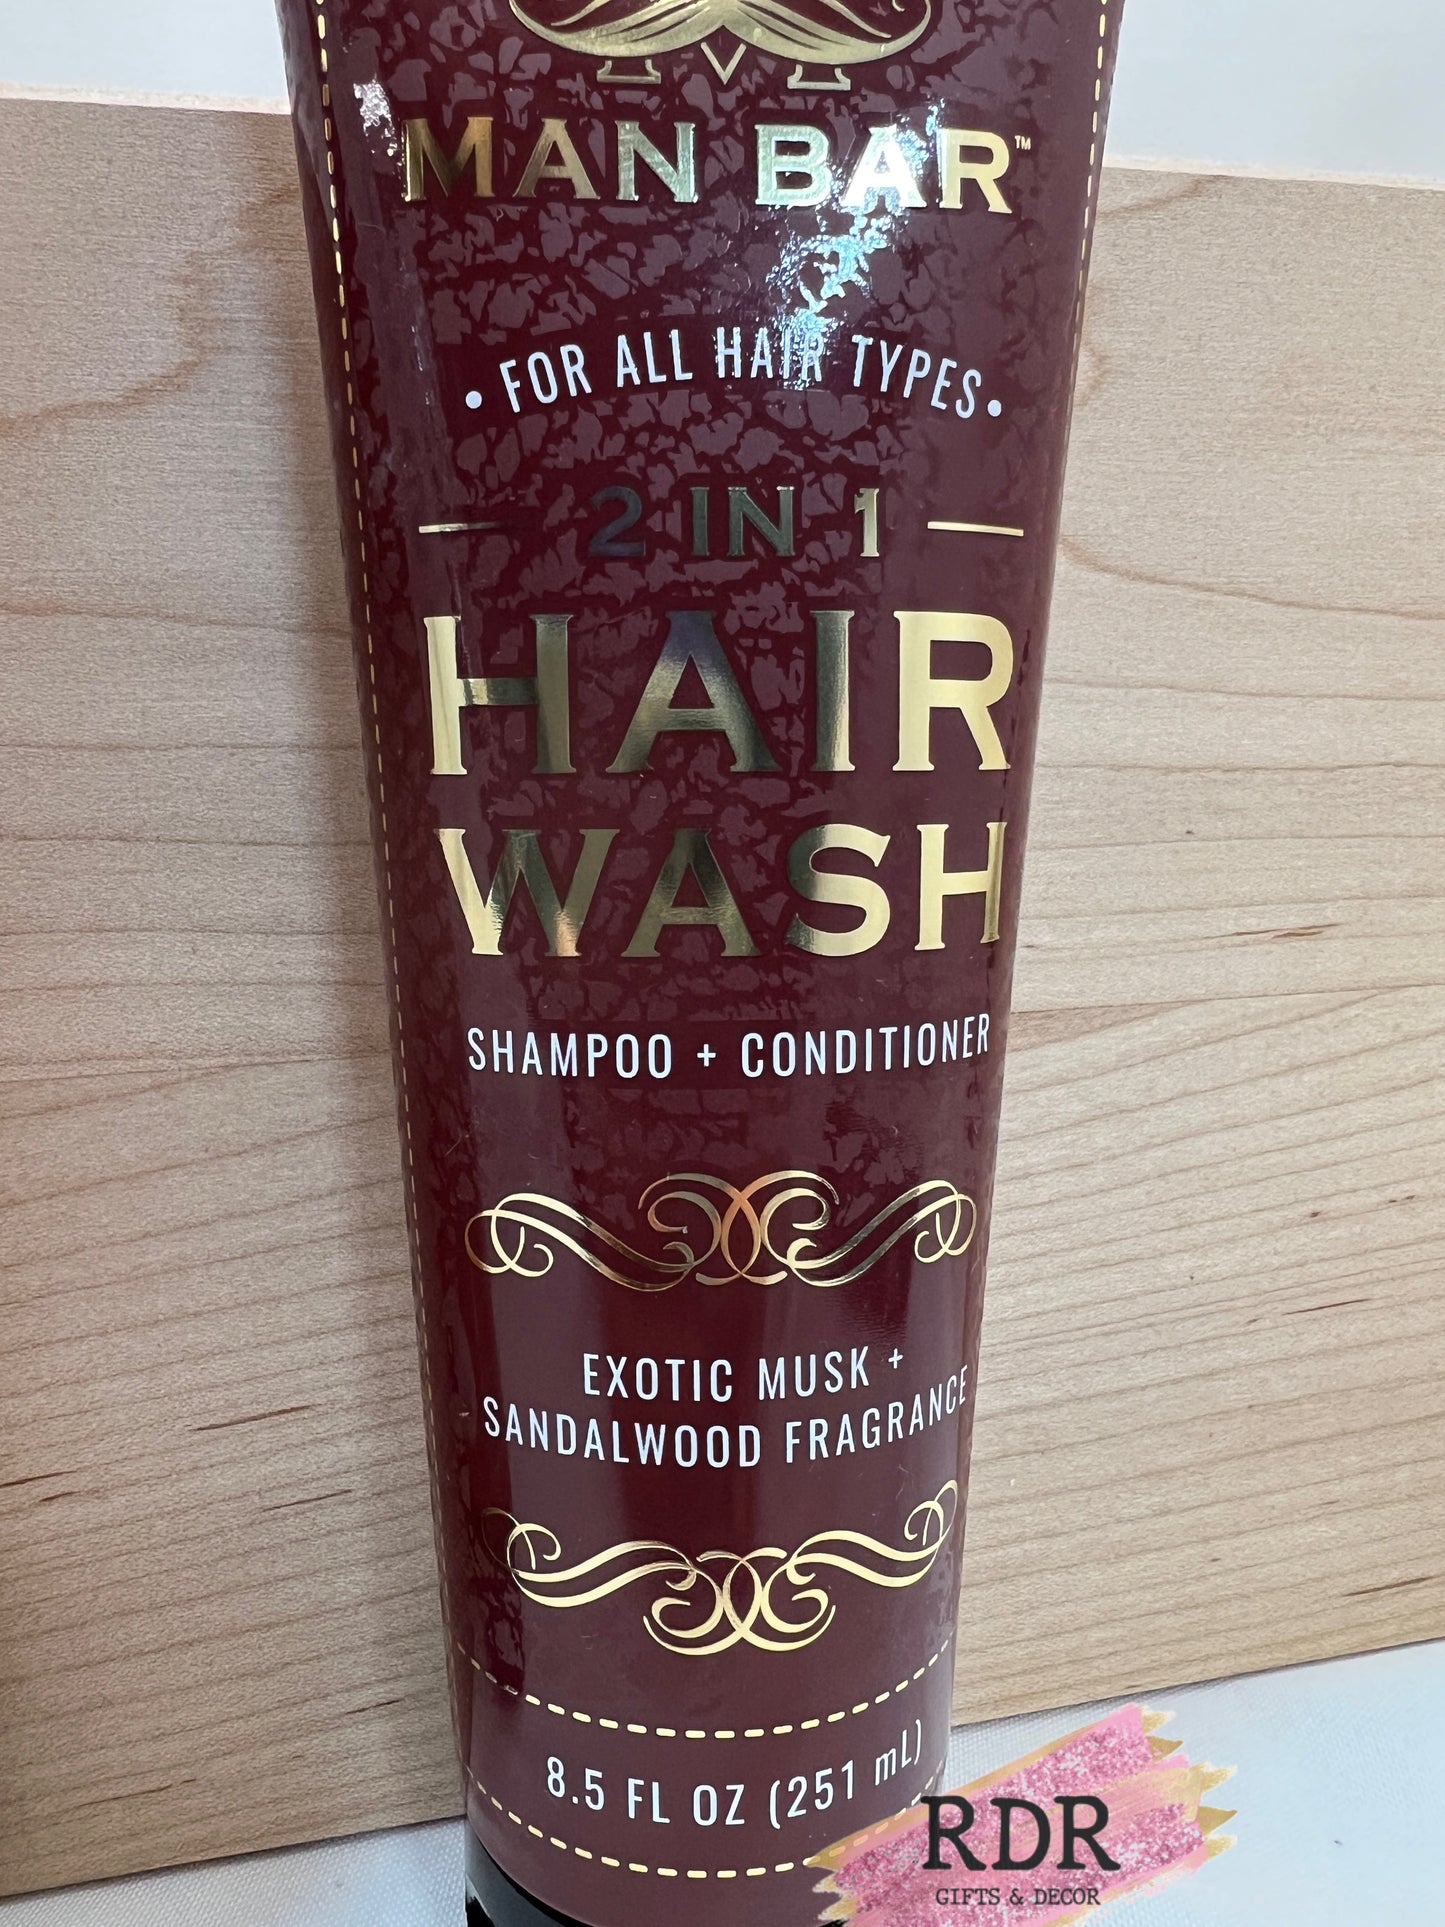 M
MAN BAR™
• FOR ALL HAIR TYPES •
2 IN 1
HAIR
WASH
SHAMPOO + CONDITIONER
EXOTIC MUSK +
SANDALWOOD FRAGRANCE
8.5 FL OZ (251 mL)
RDR
GIFTS & DECOR